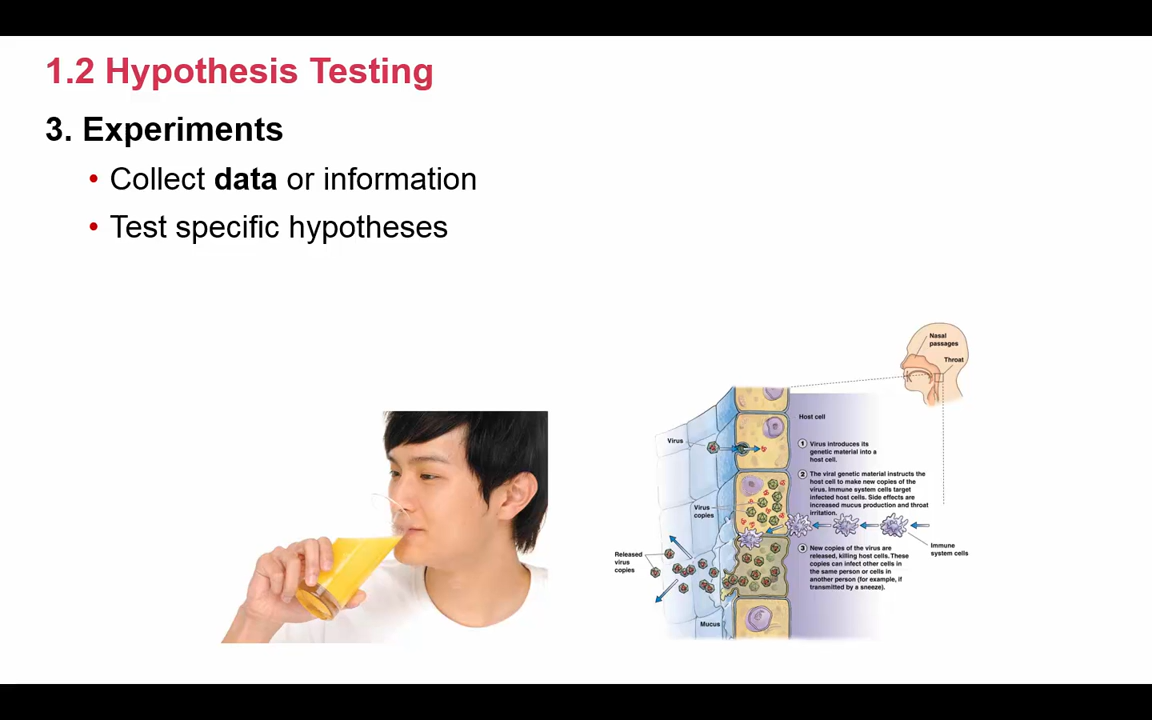 1.2 Hypothesis Testing
3. Experiments
• Collect data or information
• Test specific hypotheses
Nasal
passages
Throat
Host cell
Virus
1 Virus introduces its
genetic material into a
host cell.
2 The viral genetic material instructs the
host cell to make new copies of the
virus. Immune system cells target
infected host cells. Side effects are
increased mucus production and throat
irritation.
Virus
copies
Immune
system cells
3 New copies of the virus are
released, killing host cells. These
copies can infect other cells in
the same person or cells in
another person (for example, if
transmitted by a sneeze).
Released
virus
copies
Mucus